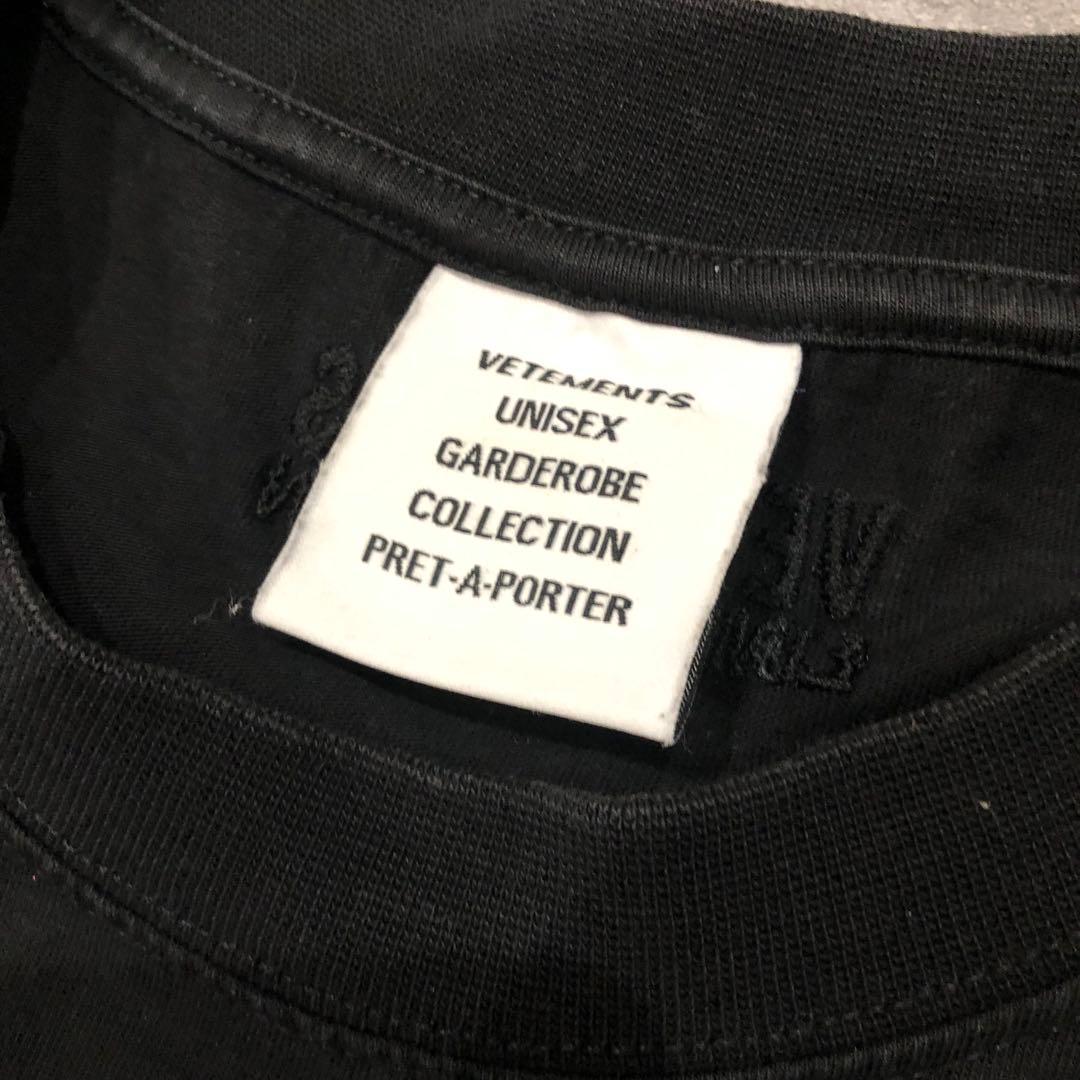 VETEMENTS
UNISEX
GARDEROBE
COLLECTION
PRET-A-PORTER